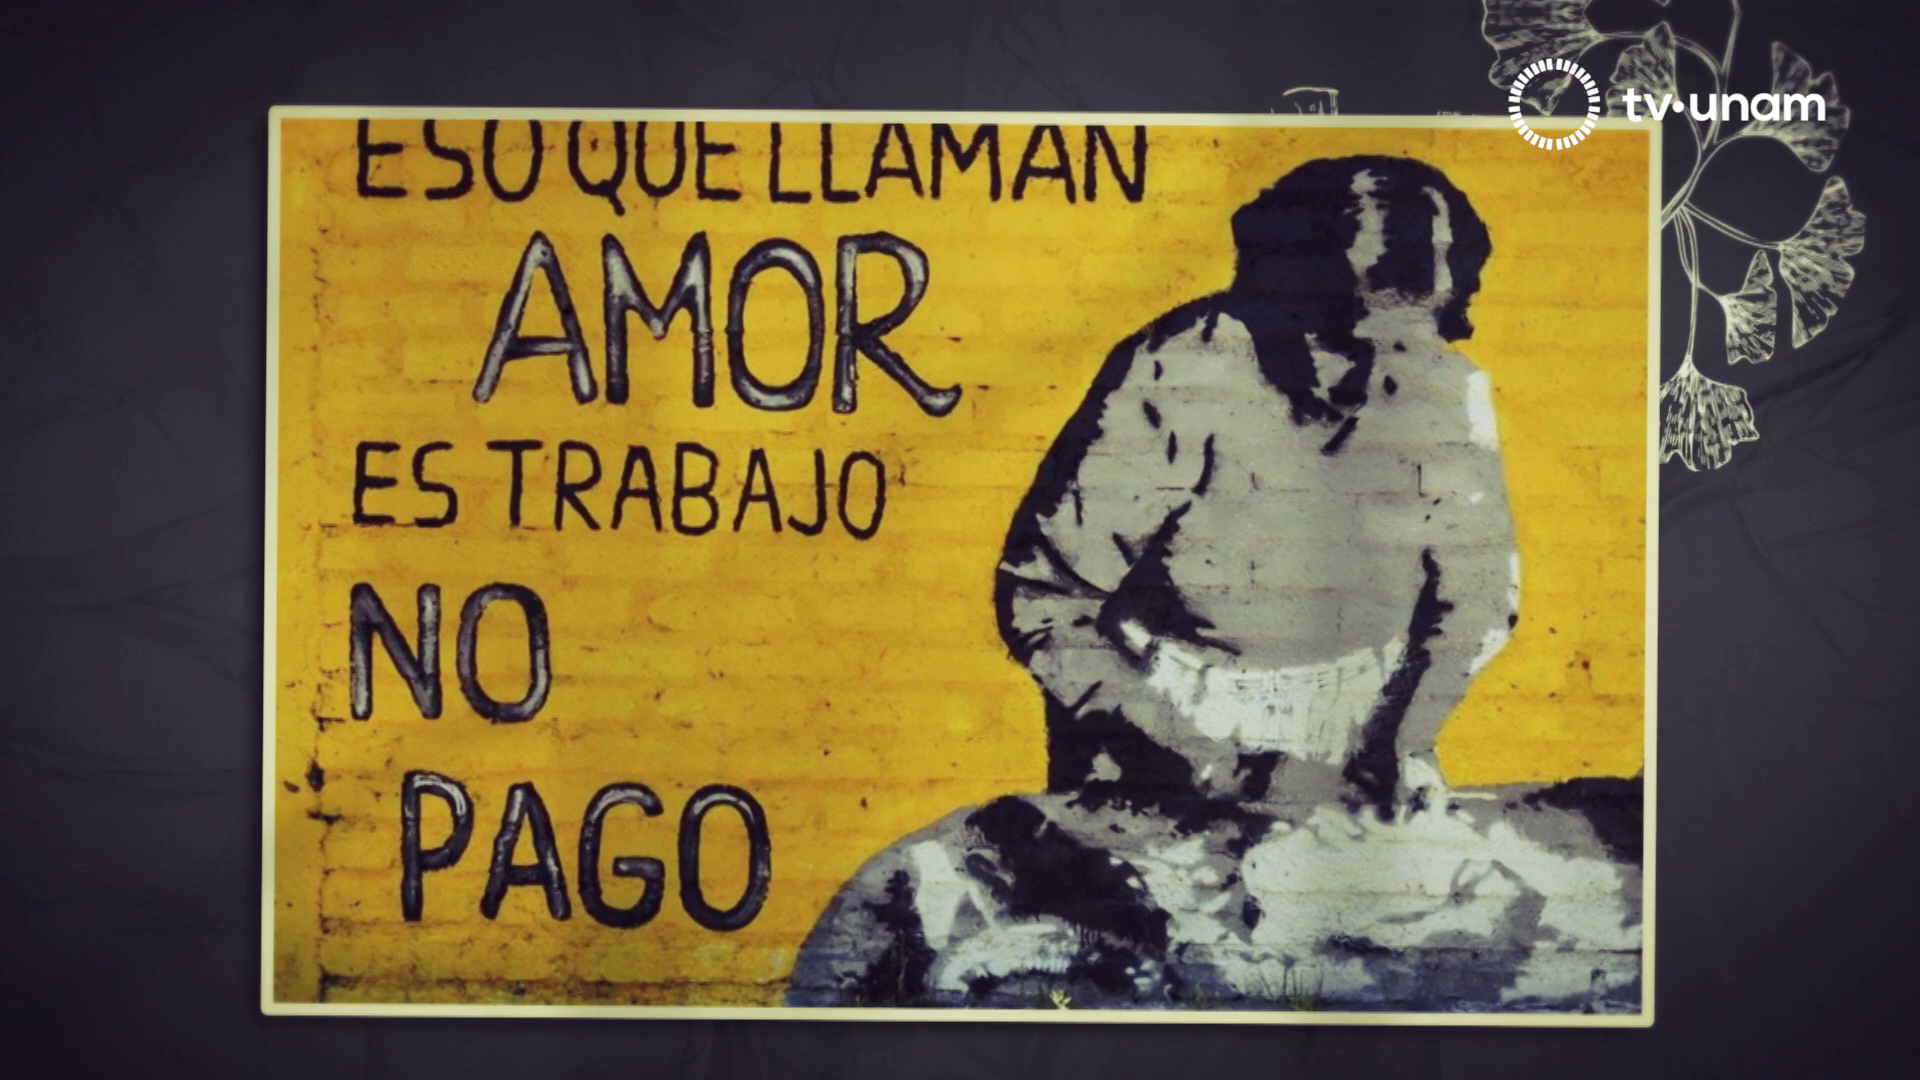 tv·unam
ESO QUE LLAMAN
AMOR
ES TRABAJO
NO
PAGO